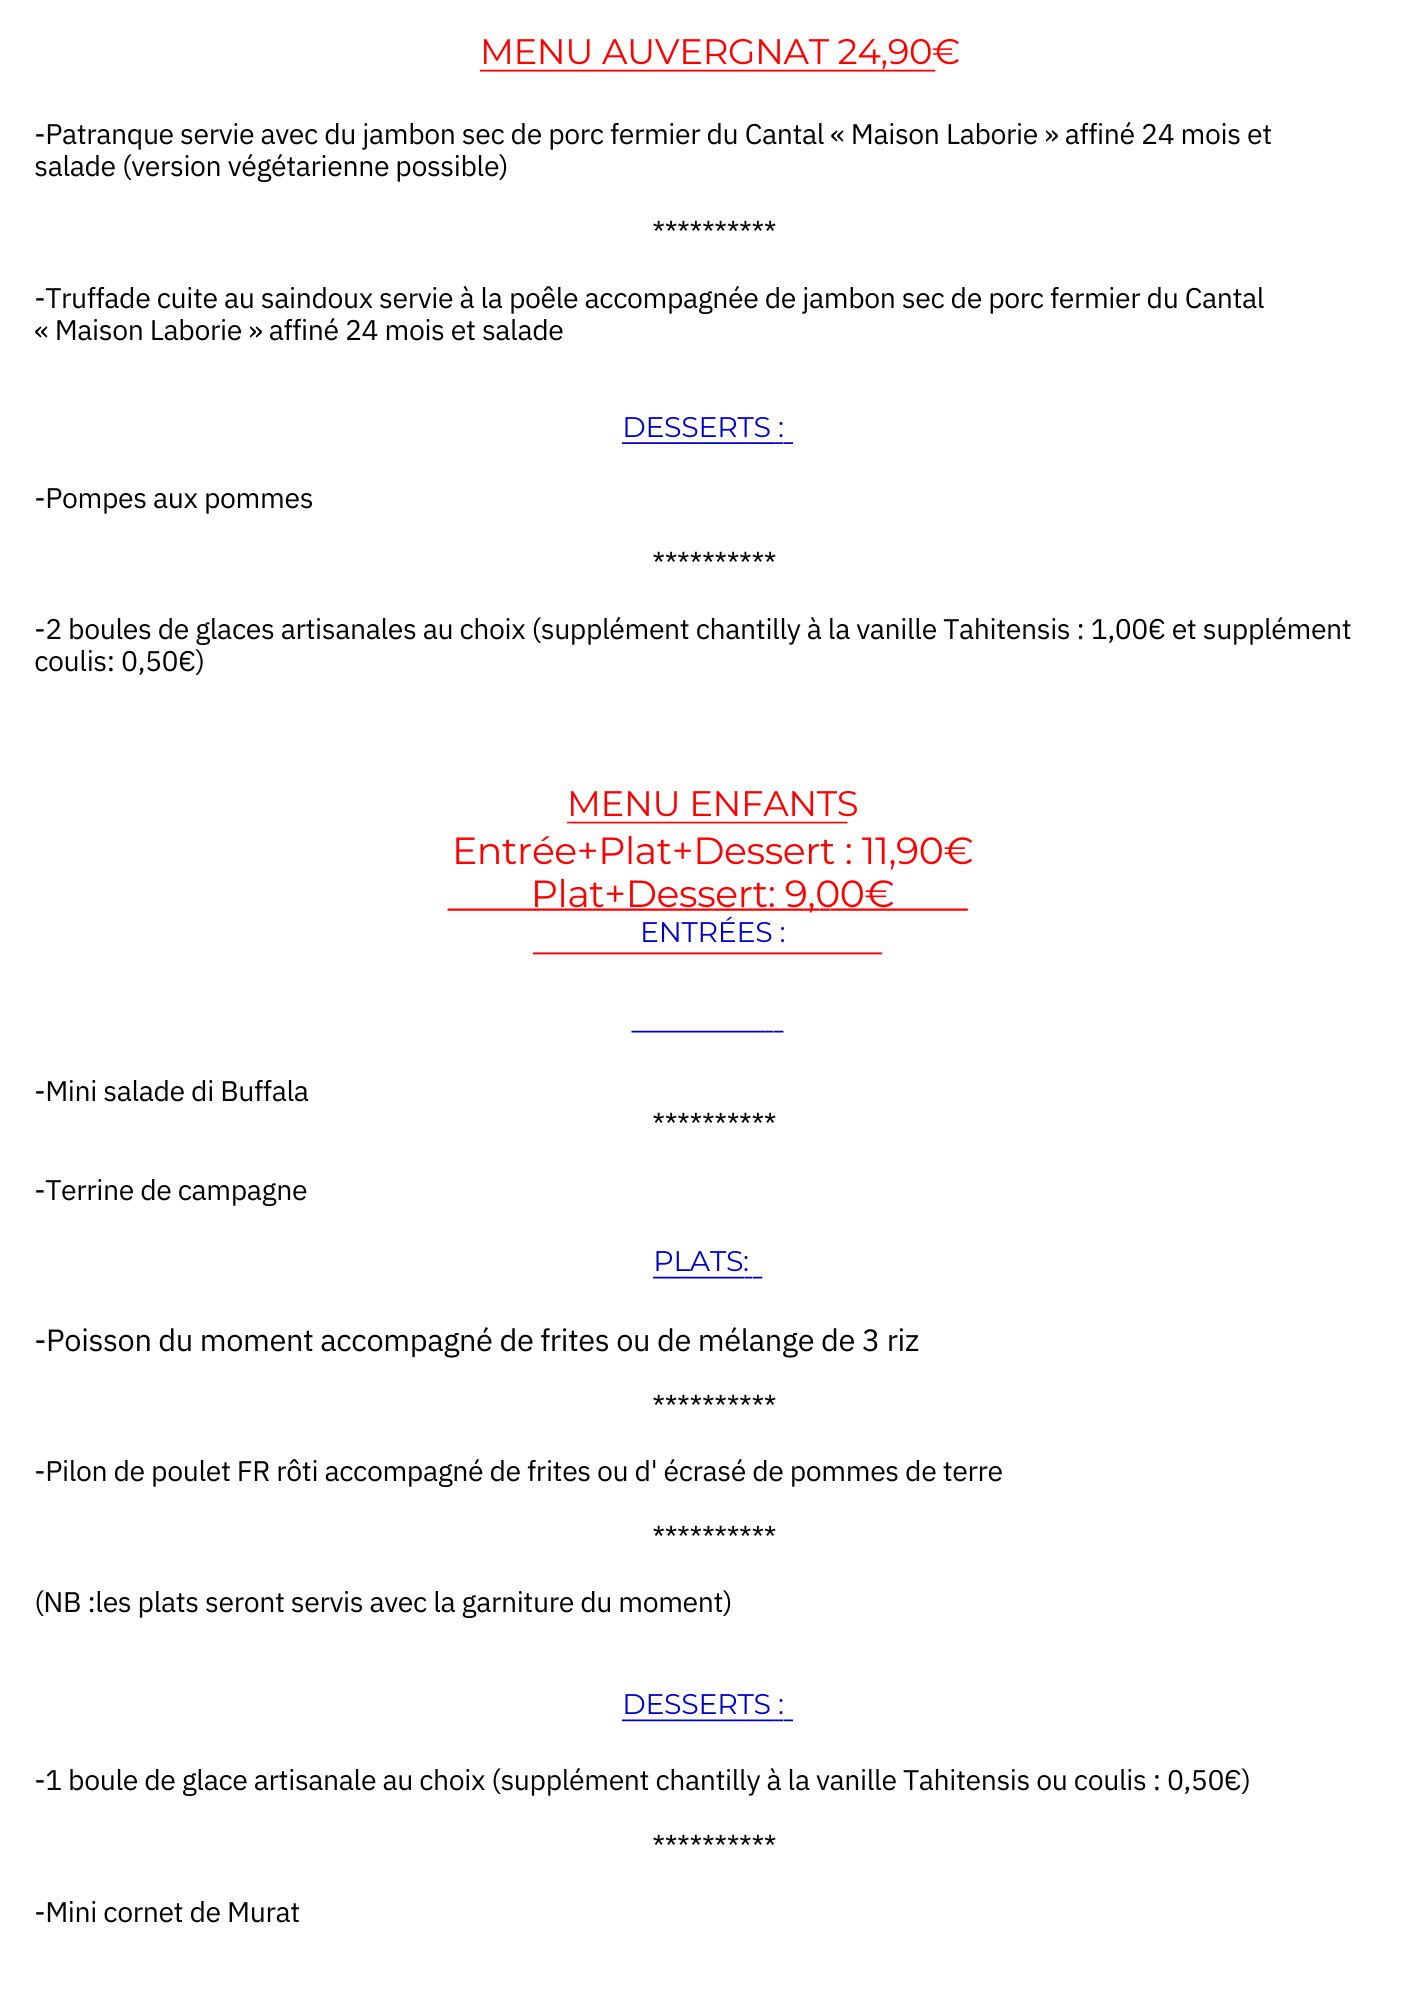 MENU AUVERGNAT 24,90€
-Patranque servie avec du jambon sec de porc fermier du Cantal « Maison Laborie » affiné 24 mois et
salade (version végétarienne possible)
**********
-Truffade cuite au saindoux servie à la poêle accompagnée de jambon sec de porc fermier du Cantal
« Maison Laborie » affiné 24 mois et salade
DESSERTS :
-Pompes aux pommes
**********
-2 boules de glaces artisanales au choix (supplément chantilly à la vanille Tahitensis : 1,00€ et supplément
coulis: 0,50€)
MENU ENFANTS
Entrée+Plat+Dessert : 11,90€
Plat+Dessert: 9,00€
ENTRÉES :
-Mini salade di Buffala
**********
-Terrine de campagne
PLATS:
-Poisson du moment accompagné de frites ou de mélange de 3 riz
**********
-Pilon de poulet FR rôti accompagné de frites ou d' écrasé de pommes de terre
**********
(NB :les plats seront servis avec la garniture du moment)
DESSERTS :
-1 boule de glace artisanale au choix (supplément chantilly à la vanille Tahitensis ou coulis : 0,50€)
**********
-Mini cornet de Murat